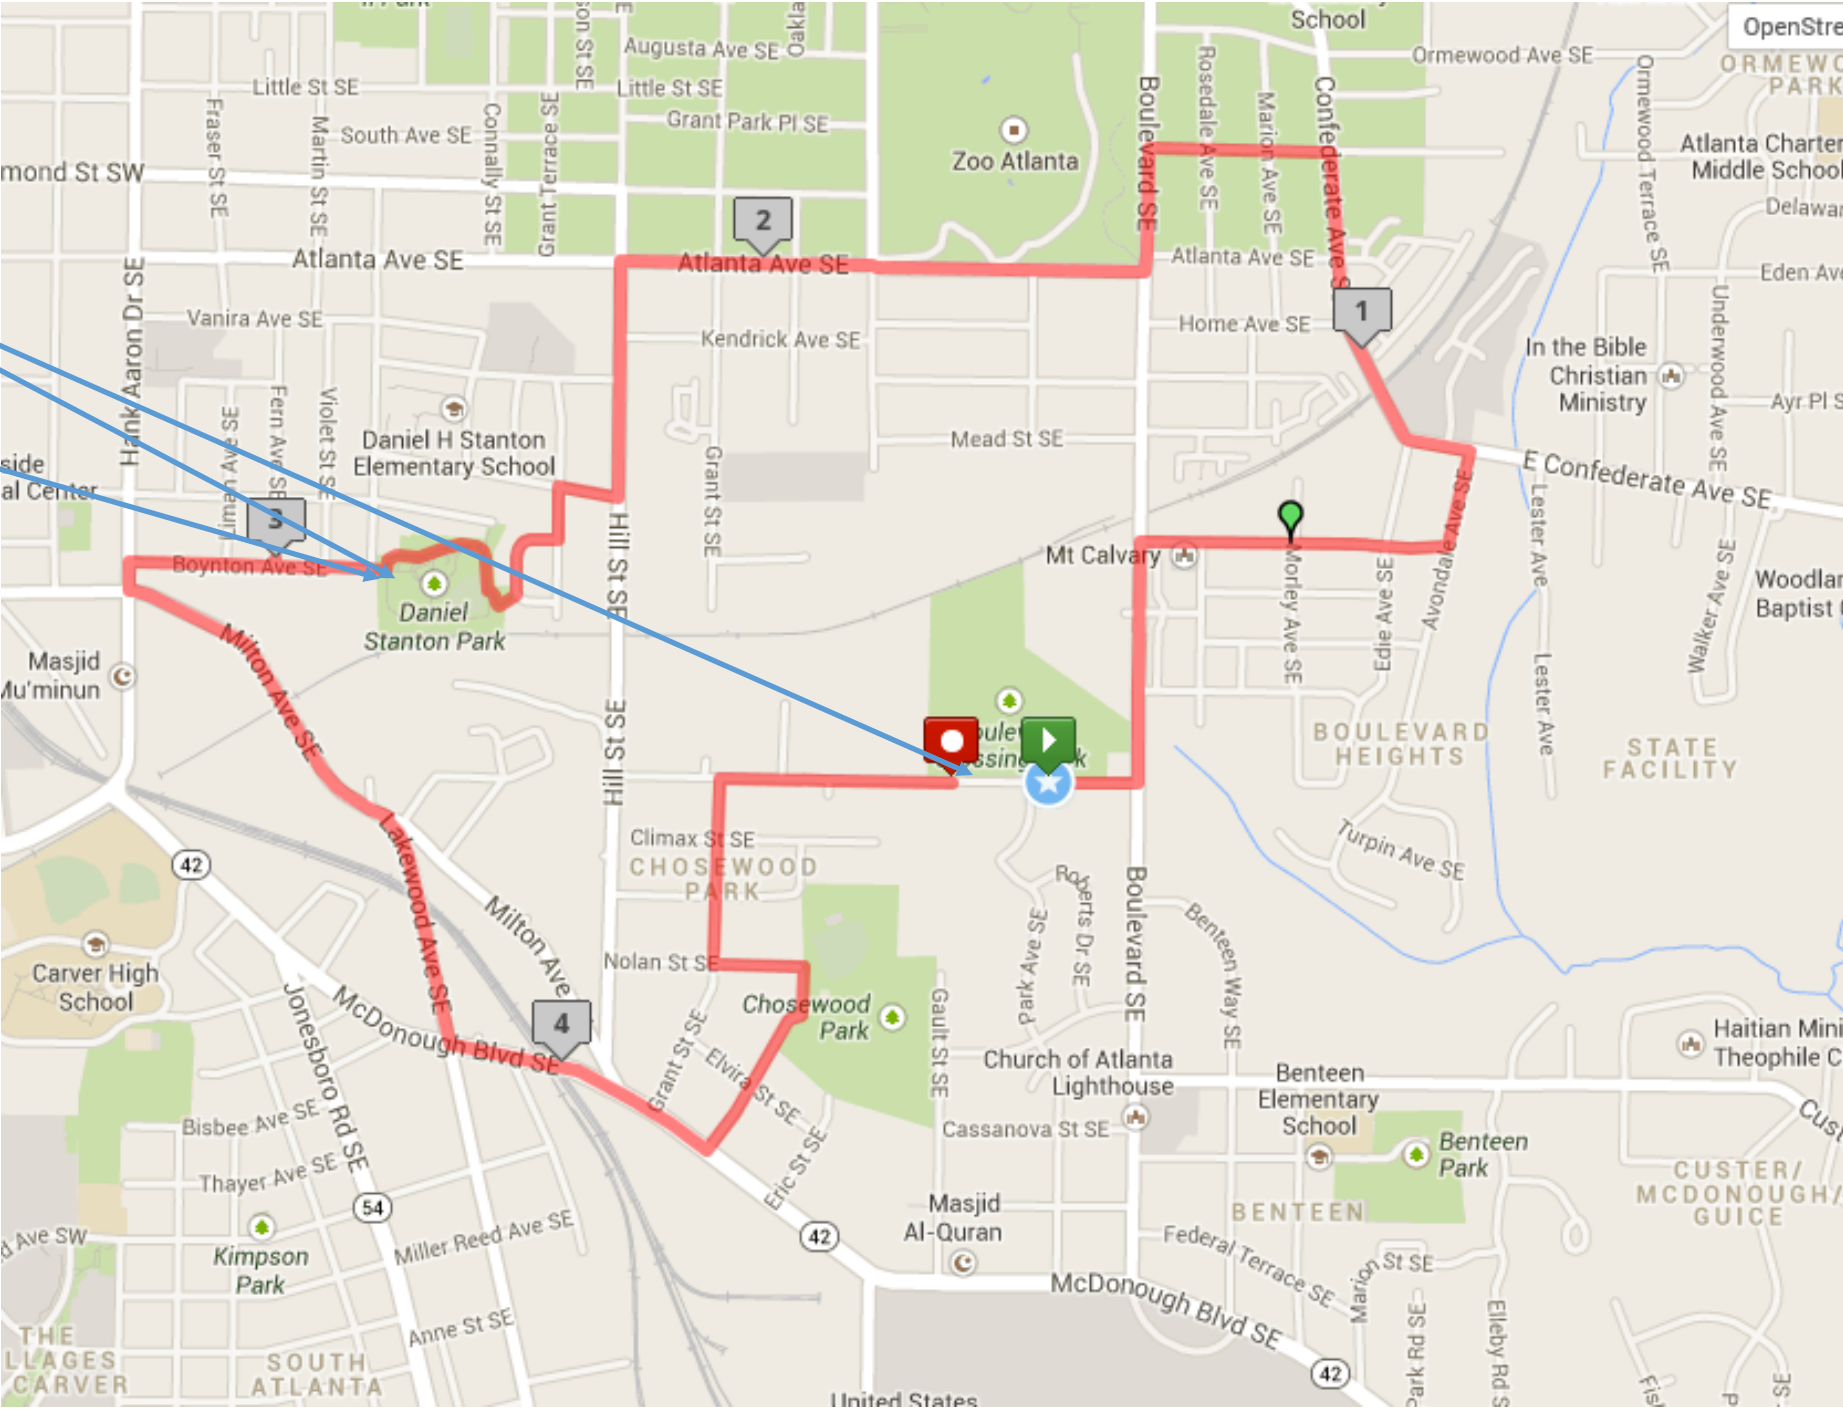 School
OpenStre
Ormewood Ave SE
ORMEWO
PARK
Augusta Ave SE
Little St SE
Little St SE
Grant Park Pl SE
South Ave SE
Zoo Atlanta
Atlanta Charter
Middle School
mond St SW
Fraser St SE
Martin St SE
Connally St SE
Grant Terrace SE
Boulevard SE
Rosedale Ave SE
Marion Ave SE
Confederate Ave S
Ormewood Terrace SE
Delawar
2
Atlanta Ave SE
Atlanta Ave SE
Atlanta Ave SE
Eden Ave
Hank Aaron Dr SE
Vanira Ave SE
Kendrick Ave SE
Home Ave SE
1
Underwood Ave SE
In the Bible
Christian
Ministry
Ayr Pl S
Fern Ave SE
Violet St SE
Daniel H Stanton
Elementary School
Mead St SE
Grant St SE
side
al Center
E Confederate Ave SE
3
Boynton Ave SE
Hill St SE
Mt Calvary
Morley Ave SE
Edie Ave SE
Avondale Ave SE
Lester Ave
Walker Ave SE
Woodlan
Baptist
Daniel
Stanton Park
Milton Ave SE
Masjid
Mu'minun
Hill St SE
Lester Ave
BOULEVARD
HEIGHTS
STATE
FACILITY
Climax St SE
CHOSEWOOD
PARK
Lakewood Ave SE
42
Turpin Ave SE
Roberts Dr SE
Park Ave SE
Boulevard SE
Benteen Way SE
Milton Ave
Carver High
School
Nolan St SE
Chosewood
Park
Gault St SE
Jonesboro Rd SE
McDonough Blvd SE
4
Grant St SE
Elvira St SE
Church of Atlanta
Lighthouse
Haitian Mini
Theophile C
Benteen
Elementary
School
Bisbee Ave SE
Cassanova St SE
Benteen
Park
Thayer Ave SE
Eric St SE
CUSTER/
MCDONOUGH/
GUICE
54
Masjid
Al-Quran
BENTEEN
d Ave SW
Miller Reed Ave SE
42
Federal Terrace SE
Marion St SE
Kimpson
Park
McDonough Blvd SE
Anne St SE
THE
LLAGES
CARVER
SOUTH
ATLANTA
Park Rd SE
Elleby Rd S
42
United States